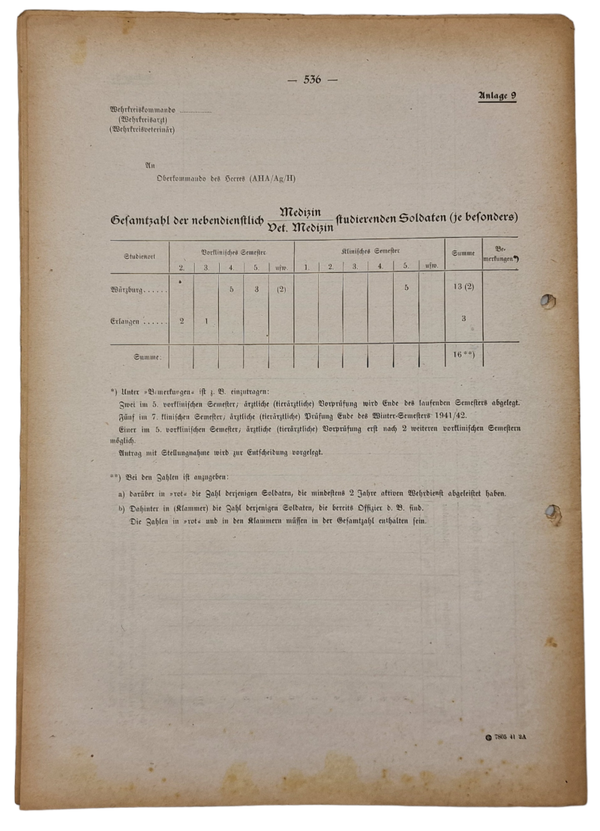 — 536 —
Anlage 9
Wehrkreiskommando
(Wehrkreisarzt)
(Wehrkreisveterinär)
An
Oberkommando des Heeres (AHA/Ag/H)
Gesamtzahl der nebendienstlich Medizin / Vet. Medizin studierenden Soldaten (je besonders)
Studienort Vorklinisches Semester Klinisches Semester Summe Bemerkungen*)
2. 3. 4. 5. usw. 1. 2. 3. 4. 5. usw.
Würzburg...... 5 3 (2) 5 13 (2)
Erlangen ...... 2 1 3
Summe: 16 **)
*) Unter »Bemerkungen« ist z. B. einzutragen:
Zwei im 5. vorklinischen Semester; ärztliche (tierärztliche) Vorprüfung wird Ende des laufenden Semesters abgelegt.
Fünf im 7. klinischen Semester; ärztliche (tierärztliche) Prüfung Ende des Winter-Semesters 1941/42.
Einer im 5. vorklinischen Semester; ärztliche (tierärztliche) Vorprüfung erst nach 2 weiteren vorklinischen Semestern
möglich.
Antrag mit Stellungnahme wird zur Entscheidung vorgelegt.
**) Bei den Zahlen ist anzugeben:
a) darüber in »rot« die Zahl derjenigen Soldaten, die mindestens 2 Jahre aktiven Wehrdienst abgeleistet haben.
b) Dahinter in (Klammer) die Zahl derjenigen Soldaten, die bereits Offizier d. B. sind.
Die Zahlen in »rot« und in den Klammern müssen in der Gesamtzahl enthalten sein.
7805 41 3A